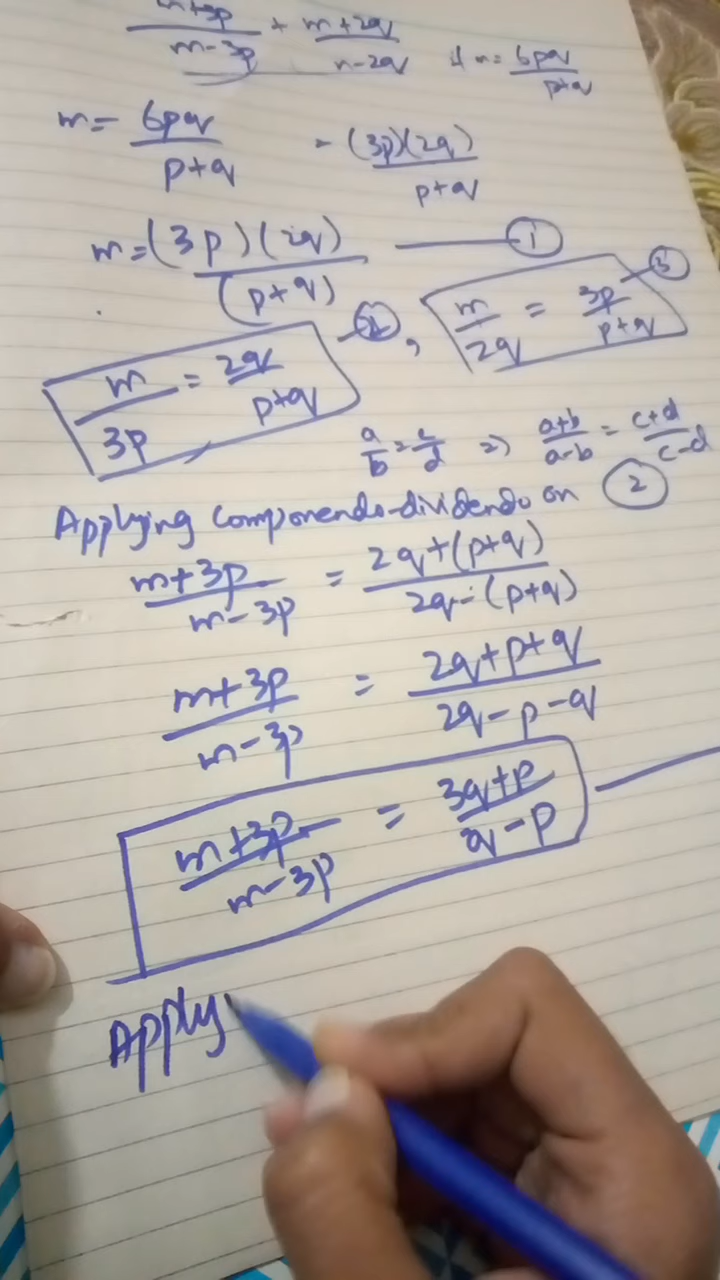 m+3p/m-3p + m+2q/n-2q if m = 6pq/p+q
m = 6pq/p+q = (3p)(2q)/p+q
m = (3p)(2q)/(p+q) — 1
m/3p = 2q/p+q — 2 , m/2q = 3p/p+q — 3
a/b = c/d => a+b/a-b = c+d/c-d
Applying componendo-dividendo on 2
m+3p/m-3p = 2q+(p+q)/2q-(p+q)
m+3p/m-3p = 2q+p+q/2q-p-q
m+3p/m-3p = 3q+p/q-p
Apply